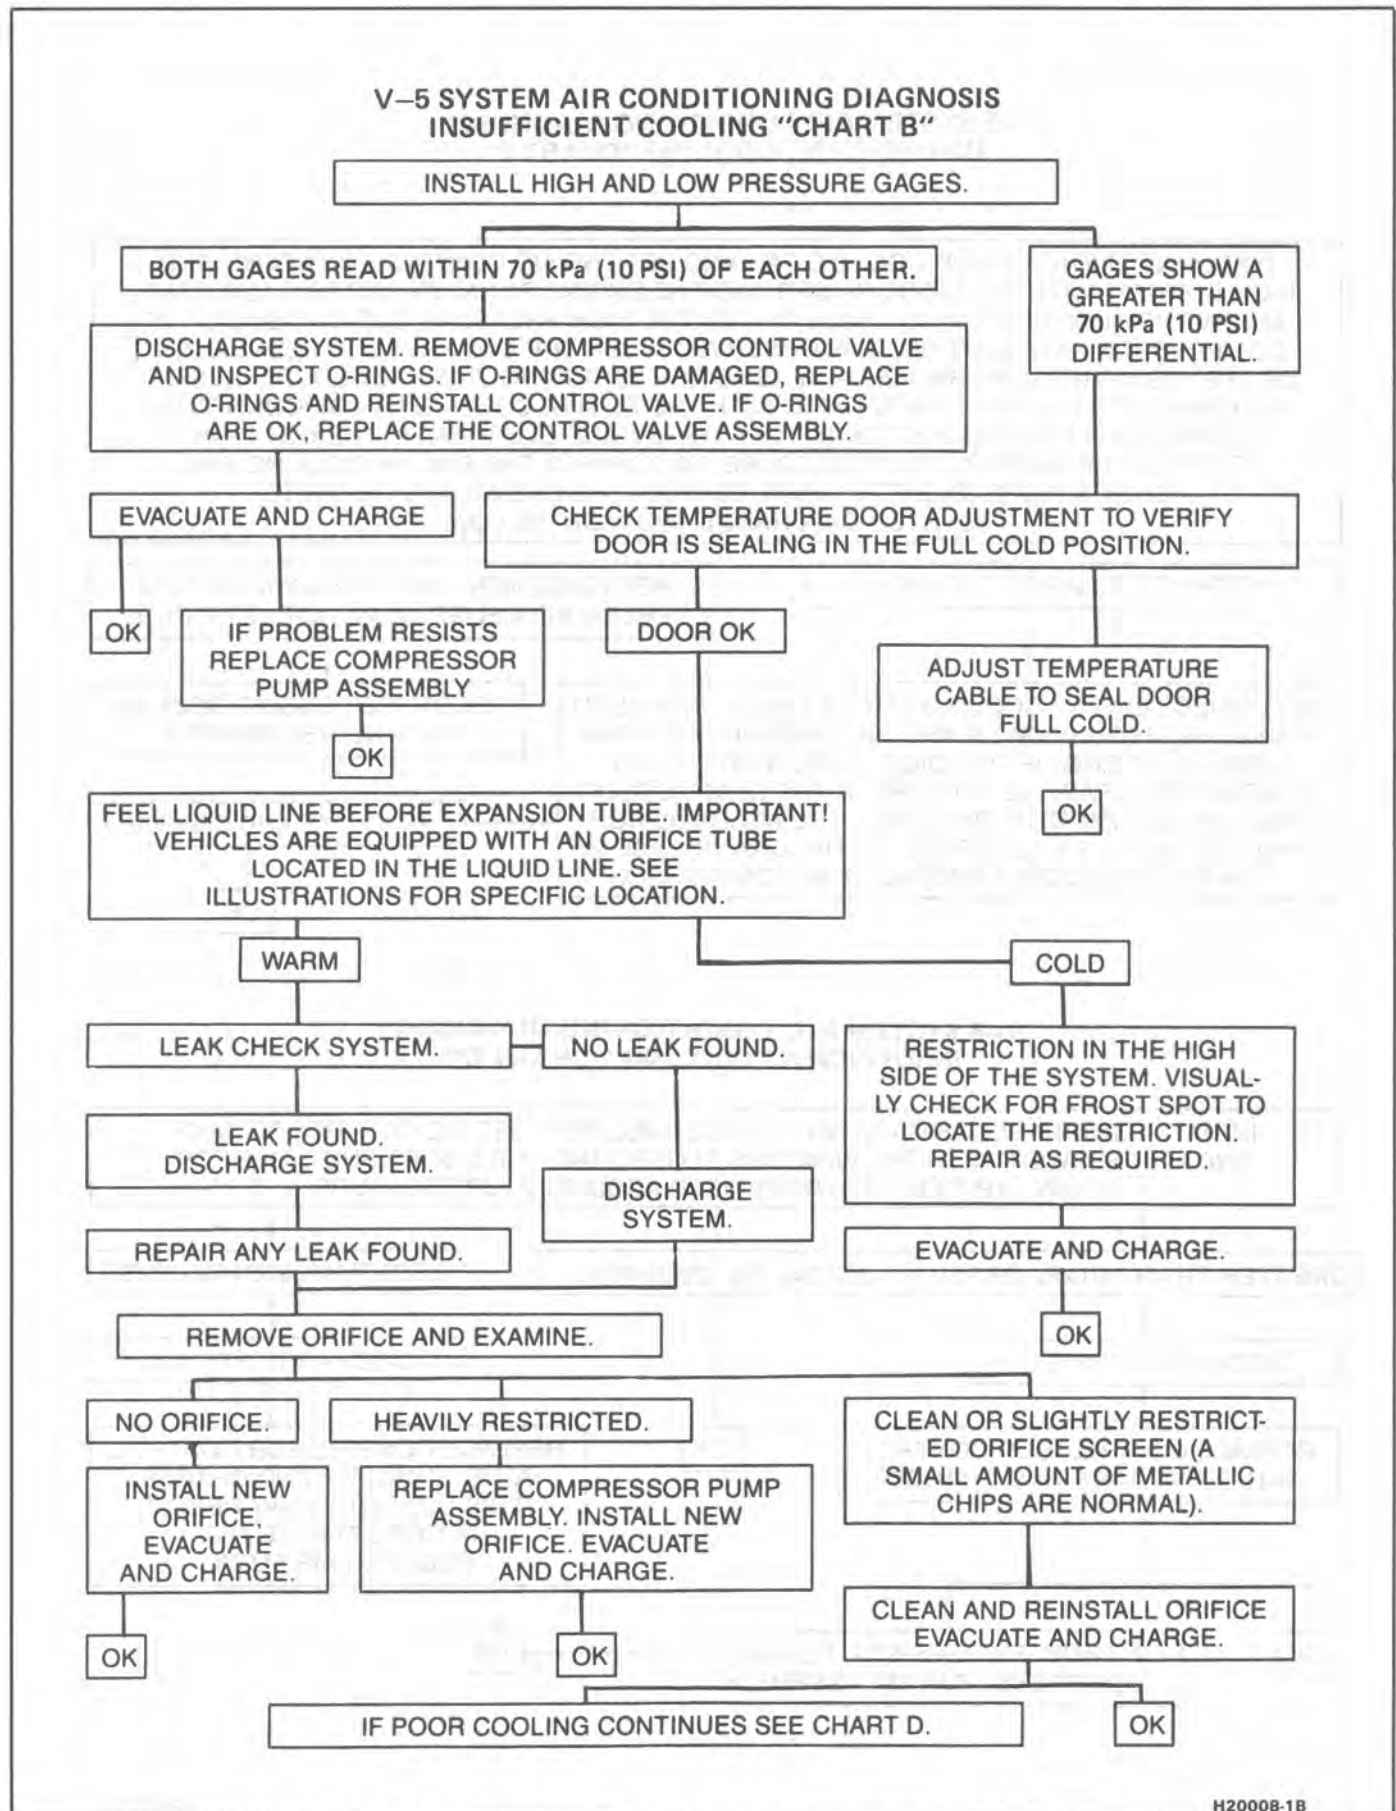 V–5 SYSTEM AIR CONDITIONING DIAGNOSIS
INSUFFICIENT COOLING "CHART B"
INSTALL HIGH AND LOW PRESSURE GAGES.
BOTH GAGES READ WITHIN 70 kPa (10 PSI) OF EACH OTHER.
GAGES SHOW A
GREATER THAN
70 kPa (10 PSI)
DIFFERENTIAL.
DISCHARGE SYSTEM. REMOVE COMPRESSOR CONTROL VALVE
AND INSPECT O-RINGS. IF O-RINGS ARE DAMAGED, REPLACE
O-RINGS AND REINSTALL CONTROL VALVE. IF O-RINGS
ARE OK, REPLACE THE CONTROL VALVE ASSEMBLY.
EVACUATE AND CHARGE
CHECK TEMPERATURE DOOR ADJUSTMENT TO VERIFY
DOOR IS SEALING IN THE FULL COLD POSITION.
OK
IF PROBLEM RESISTS
REPLACE COMPRESSOR
PUMP ASSEMBLY
DOOR OK
ADJUST TEMPERATURE
CABLE TO SEAL DOOR
FULL COLD.
OK
OK
FEEL LIQUID LINE BEFORE EXPANSION TUBE. IMPORTANT!
VEHICLES ARE EQUIPPED WITH AN ORIFICE TUBE
LOCATED IN THE LIQUID LINE. SEE
ILLUSTRATIONS FOR SPECIFIC LOCATION.
WARM
COLD
LEAK CHECK SYSTEM.
NO LEAK FOUND.
RESTRICTION IN THE HIGH
SIDE OF THE SYSTEM. VISUAL-
LY CHECK FOR FROST SPOT TO
LOCATE THE RESTRICTION.
REPAIR AS REQUIRED.
LEAK FOUND.
DISCHARGE SYSTEM.
DISCHARGE
SYSTEM.
REPAIR ANY LEAK FOUND.
EVACUATE AND CHARGE.
REMOVE ORIFICE AND EXAMINE.
OK
NO ORIFICE.
HEAVILY RESTRICTED.
CLEAN OR SLIGHTLY RESTRICT-
ED ORIFICE SCREEN (A
SMALL AMOUNT OF METALLIC
CHIPS ARE NORMAL).
INSTALL NEW
ORIFICE.
EVACUATE
AND CHARGE.
REPLACE COMPRESSOR PUMP
ASSEMBLY. INSTALL NEW
ORIFICE. EVACUATE
AND CHARGE.
CLEAN AND REINSTALL ORIFICE
EVACUATE AND CHARGE.
OK
OK
IF POOR COOLING CONTINUES SEE CHART D.
OK
H20008-1B